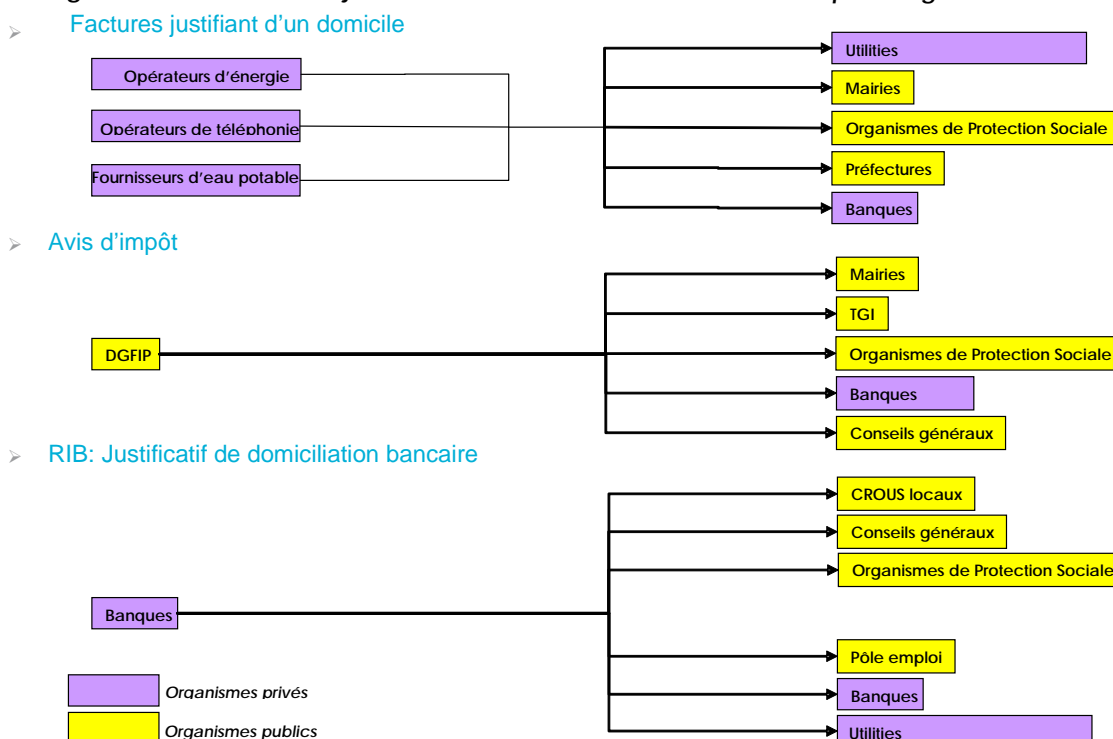 Factures justifiant d'un domicile
Opérateurs d'énergie
Opérateurs de téléphonie
Fournisseurs d'eau potable
Utilities
Mairies
Organismes de Protection Sociale
Préfectures
Banques
Avis d'impôt
DGFIP
Mairies
TGI
Organismes de Protection Sociale
Banques
Conseils généraux
RIB: Justificatif de domiciliation bancaire
Banques
CROUS locaux
Conseils généraux
Organismes de Protection Sociale
Pôle emploi
Banques
Utilities
Organismes privés
Organismes publics